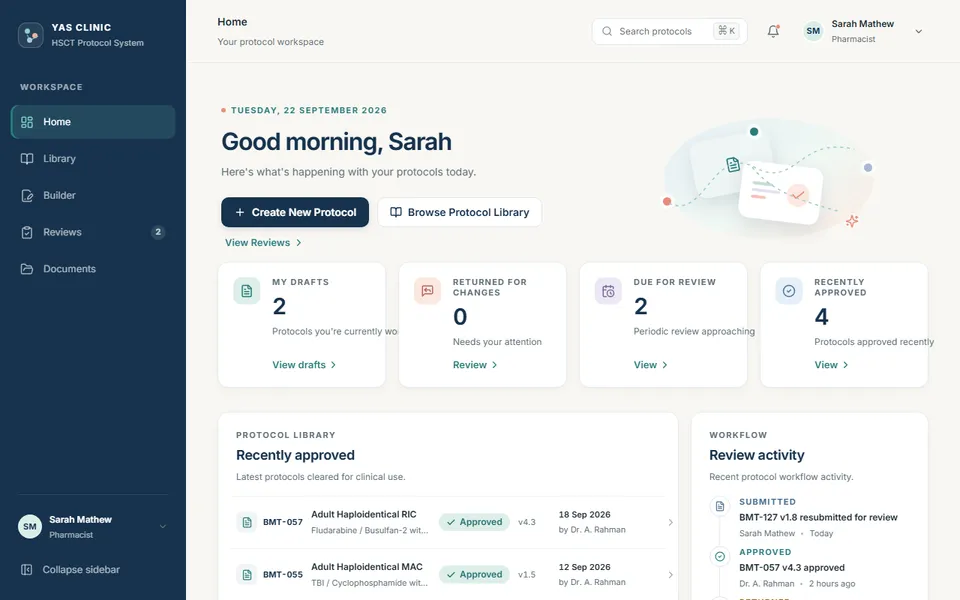 YAS CLINIC
HSCT Protocol System
WORKSPACE
Home
Library
Builder
Reviews
2
Documents
SM
Sarah Mathew
Pharmacist
Collapse sidebar
Home
Your protocol workspace
Search protocols
⌘ K
SM
Sarah Mathew
Pharmacist
TUESDAY, 22 SEPTEMBER 2026
Good morning, Sarah
Here's what's happening with your protocols today.
+ Create New Protocol
Browse Protocol Library
View Reviews
MY DRAFTS
2
Protocols you're currently wo
View drafts
RETURNED FOR
CHANGES
0
Needs your attention
Review
DUE FOR REVIEW
2
Periodic review approaching
View
RECENTLY
APPROVED
4
Protocols approved recently
View
PROTOCOL LIBRARY
Recently approved
Latest protocols cleared for clinical use.
BMT-057
Adult Haploidentical RIC
Fludarabine / Busulfan-2 wit...
Approved
v4.3
18 Sep 2026
by Dr. A. Rahman
BMT-055
Adult Haploidentical MAC
TBI / Cyclophosphamide wit...
Approved
v1.5
12 Sep 2026
by Dr. A. Rahman
WORKFLOW
Review activity
Recent protocol workflow activity.
SUBMITTED
BMT-127 v1.8 resubmitted for review
Sarah Mathew • Today
APPROVED
BMT-057 v4.3 approved
Dr. A. Rahman • 2 hours ago